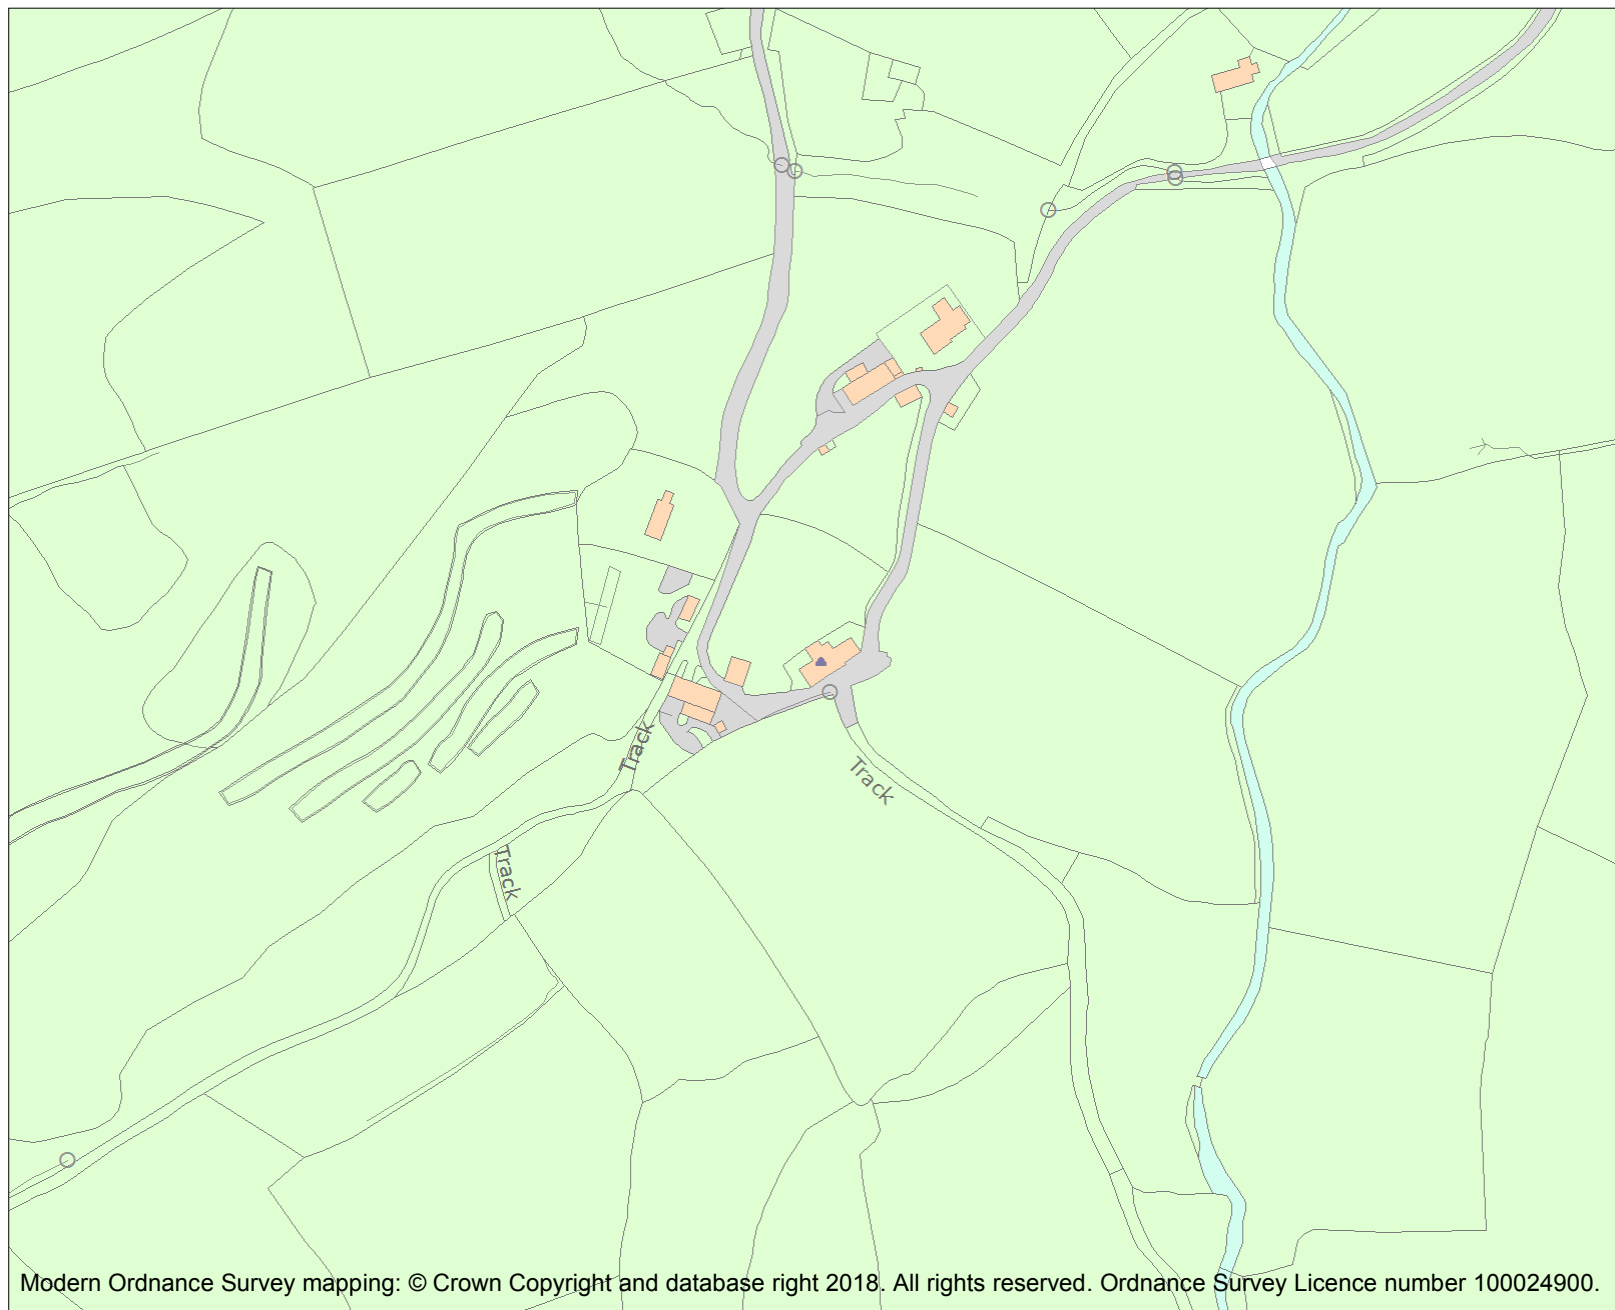 Track
Track
Track
Modern Ordnance Survey mapping: © Crown Copyright and database right 2018. All rights reserved. Ordnance Survey Licence number 100024900.